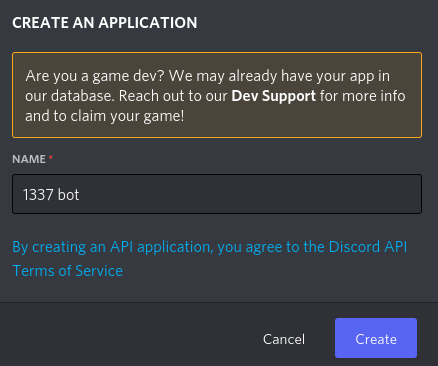 CREATE AN APPLICATION
Are you a game dev? We may already have your app in
our database. Reach out to our Dev Support for more info
and to claim your game!
NAME *
1337 bot
By creating an API application, you agree to the Discord API
Terms of Service
Cancel
Create